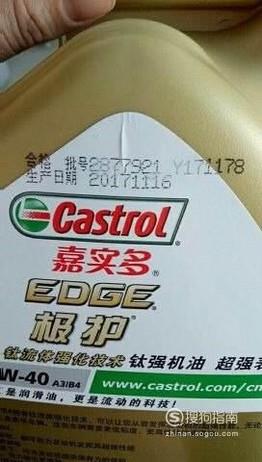 合格 批号2877921 Y171178
生产日期 20171116
Castrol
嘉实多®
EDGE
极护
钛流体强化技术 钛强机油 超强表
W-40 A3/B4 www.castrol.com/cn
是润滑油，更是流动的科技！
搜狗指南
zhinan.sogou.com